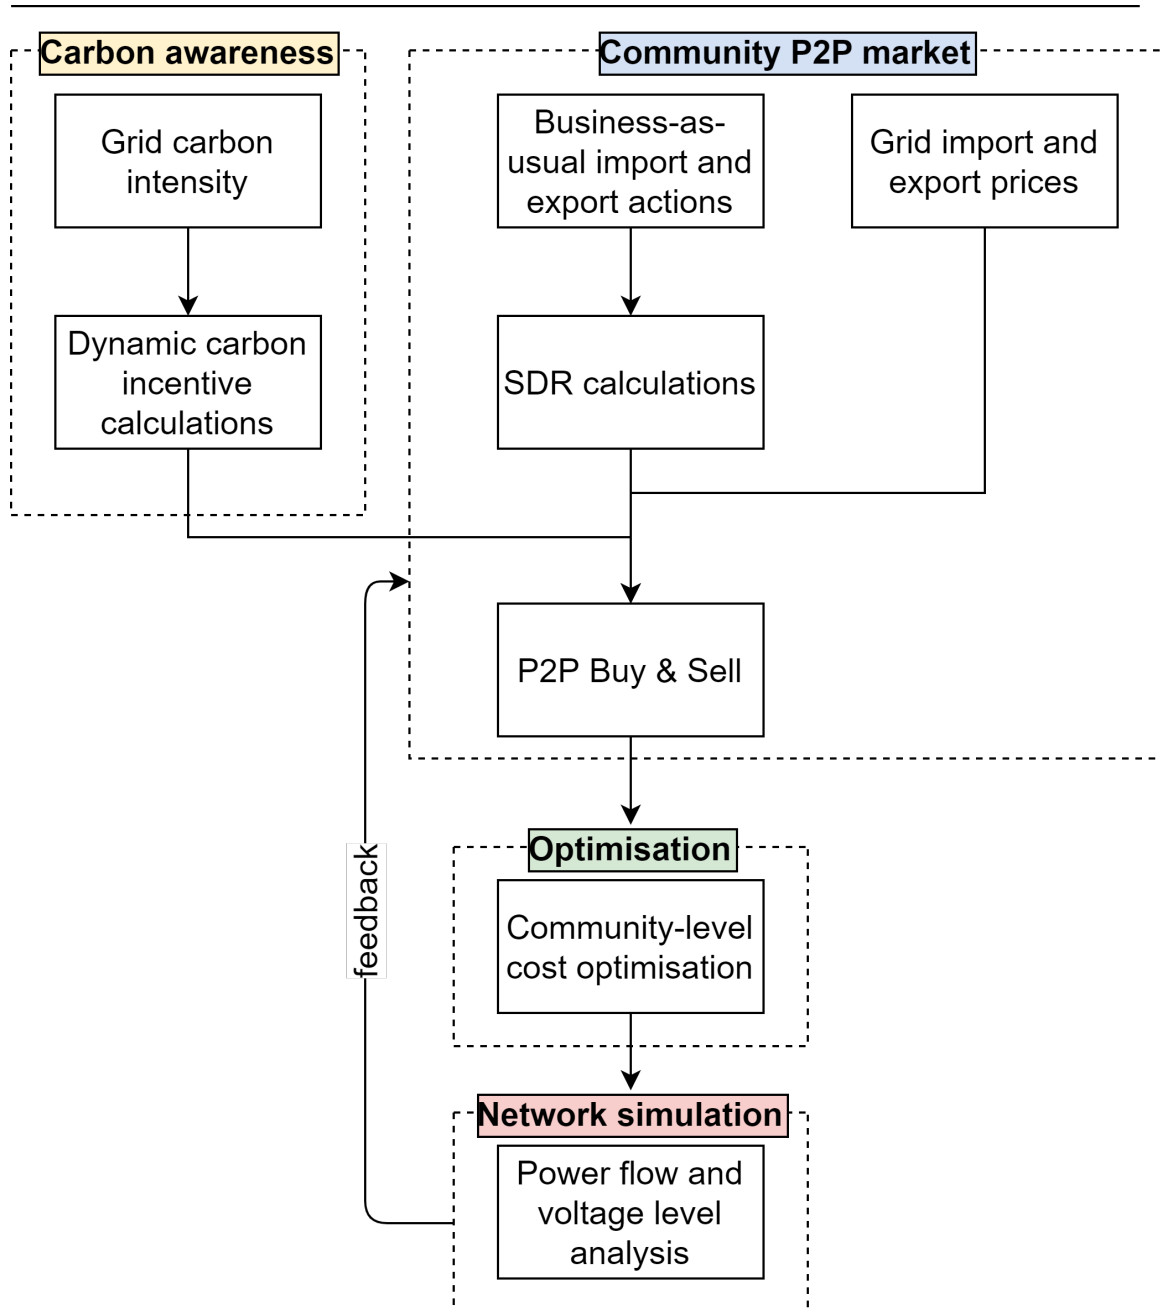 Carbon awareness
Grid carbon
intensity
Dynamic carbon
incentive
calculations
Community P2P market
Business-as-
usual import and
export actions
Grid import and
export prices
SDR calculations
P2P Buy & Sell
feedback
Optimisation
Community-level
cost optimisation
Network simulation
Power flow and
voltage level
analysis